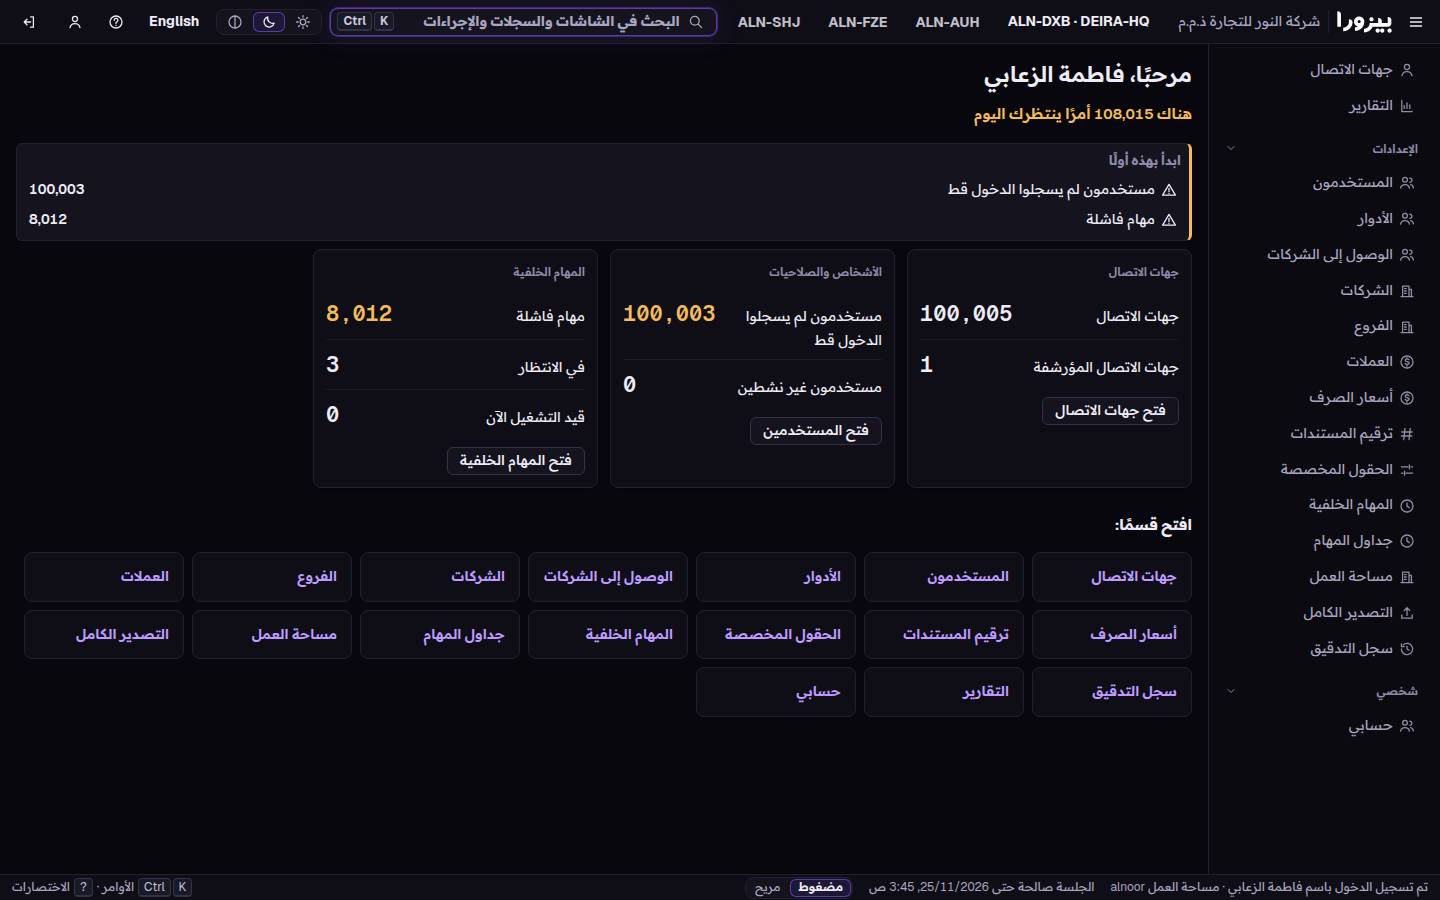 بيزورا
شركة النور للتجارة ذ.م.م
ALN-DXB · DEIRA-HQ
ALN-AUH
ALN-FZE
ALN-SHJ
البحث في الشاشات والسجلات والإجراءات
Ctrl K
English
جهات الاتصال
التقارير
الإعدادات
المستخدمون
الأدوار
الوصول إلى الشركات
الشركات
الفروع
العملات
أسعار الصرف
ترقيم المستندات
الحقول المخصصة
المهام الخلفية
جداول المهام
مساحة العمل
التصدير الكامل
سجل التدقيق
شخصي
حسابي
مرحبًا، فاطمة الزعابي
هناك 108,015 أمرًا ينتظرك اليوم
ابدأ بهذه أولًا
مستخدمون لم يسجلوا الدخول قط 100,003
مهام فاشلة 8,012
جهات الاتصال
جهات الاتصال 100,005
جهات الاتصال المؤرشفة 1
فتح جهات الاتصال
الأشخاص والصلاحيات
مستخدمون لم يسجلوا الدخول قط 100,003
مستخدمون غير نشطين 0
فتح المستخدمين
المهام الخلفية
مهام فاشلة 8,012
في الانتظار 3
قيد التشغيل الآن 0
فتح المهام الخلفية
افتح قسمًا:
جهات الاتصال
المستخدمون
الأدوار
الوصول إلى الشركات
الشركات
الفروع
العملات
أسعار الصرف
ترقيم المستندات
الحقول المخصصة
المهام الخلفية
جداول المهام
مساحة العمل
التصدير الكامل
سجل التدقيق
التقارير
حسابي
تم تسجيل الدخول باسم فاطمة الزعابي · مساحة العمل alnoor
الجلسة صالحة حتى 25/11/2026, 3:45 ص
مضغوط
مريح
Ctrl K الأوامر · ? الاختصارات